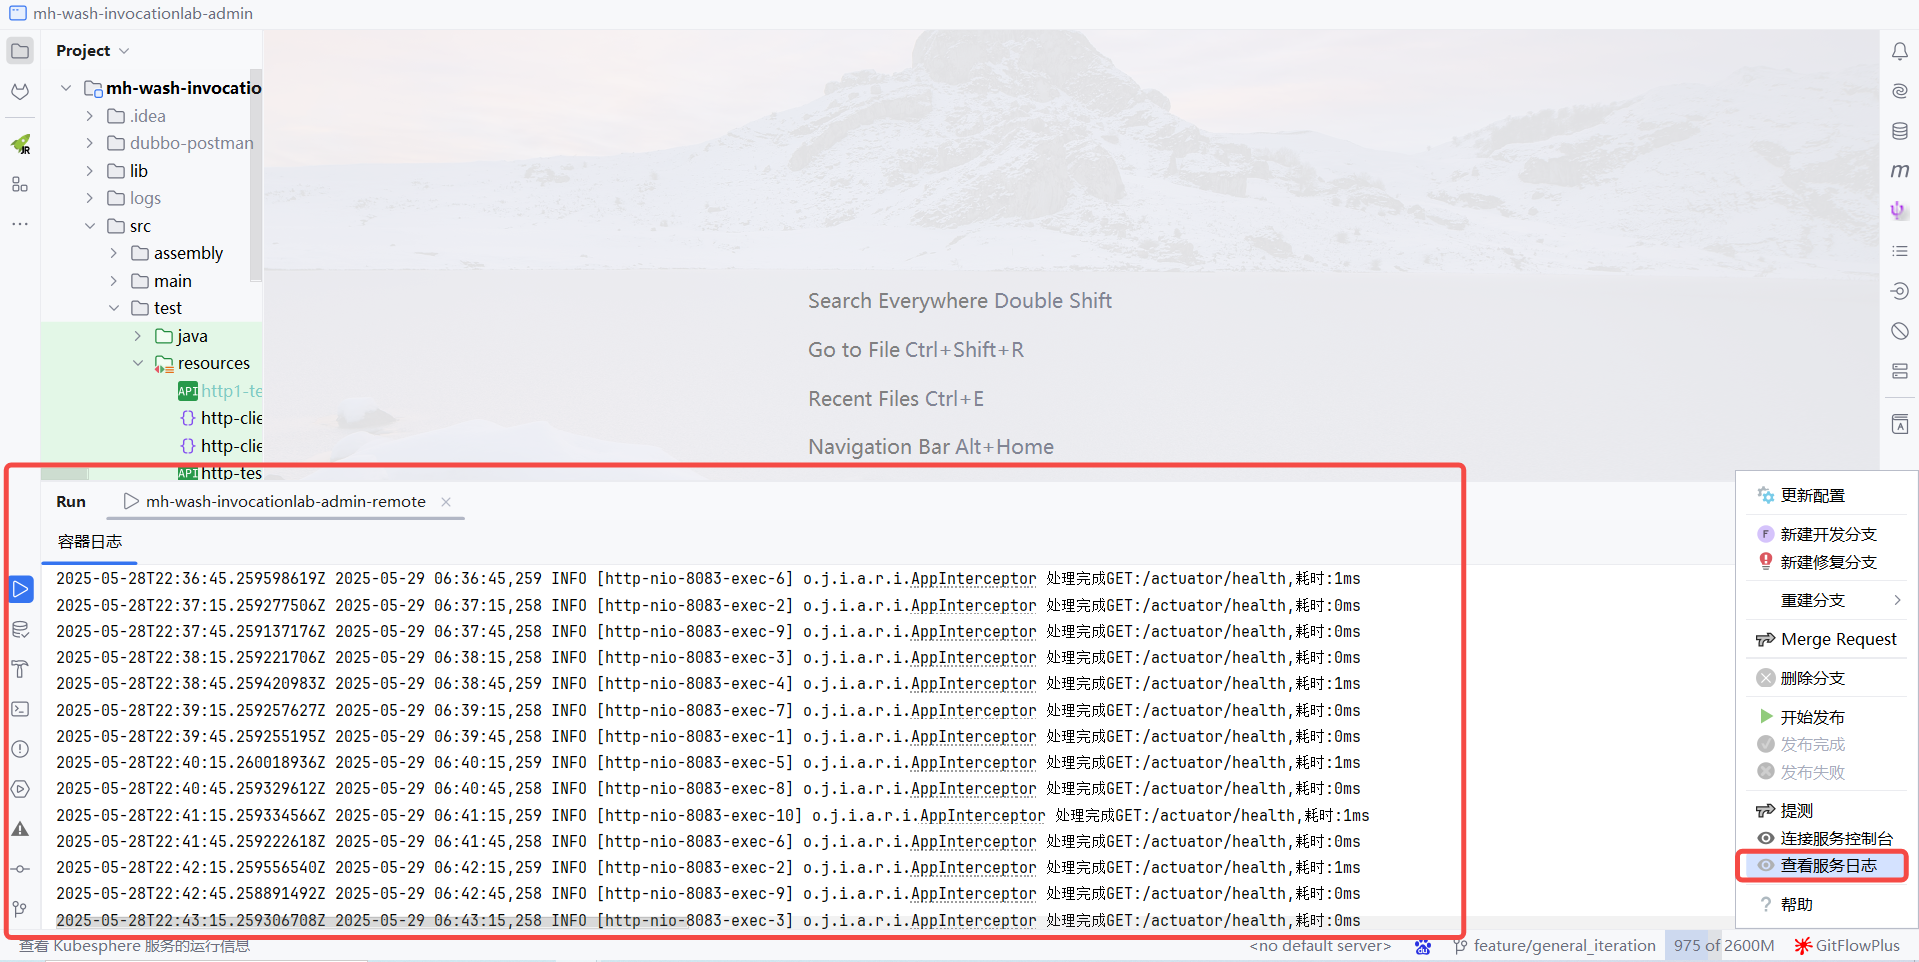 mh-wash-invocationlab-admin
Project
mh-wash-invocatio
.idea
dubbo-postman
lib
logs
src
assembly
main
test
java
resources
API http1-te
{} http-clie
{} http-clie
API http-tes
JR
m
A
Search Everywhere Double Shift
Go to File Ctrl+Shift+R
Recent Files Ctrl+E
Navigation Bar Alt+Home
Run mh-wash-invocationlab-admin-remote
容器日志
2025-05-28T22:36:45.259598619Z 2025-05-29 06:36:45,259 INFO [http-nio-8083-exec-6] o.j.i.a.r.i.AppInterceptor 处理完成GET:/actuator/health,耗时:1ms
2025-05-28T22:37:15.259277506Z 2025-05-29 06:37:15,258 INFO [http-nio-8083-exec-2] o.j.i.a.r.i.AppInterceptor 处理完成GET:/actuator/health,耗时:0ms
2025-05-28T22:37:45.259137176Z 2025-05-29 06:37:45,258 INFO [http-nio-8083-exec-9] o.j.i.a.r.i.AppInterceptor 处理完成GET:/actuator/health,耗时:0ms
2025-05-28T22:38:15.259221706Z 2025-05-29 06:38:15,258 INFO [http-nio-8083-exec-3] o.j.i.a.r.i.AppInterceptor 处理完成GET:/actuator/health,耗时:0ms
2025-05-28T22:38:45.259420983Z 2025-05-29 06:38:45,259 INFO [http-nio-8083-exec-4] o.j.i.a.r.i.AppInterceptor 处理完成GET:/actuator/health,耗时:1ms
2025-05-28T22:39:15.259257627Z 2025-05-29 06:39:15,259 INFO [http-nio-8083-exec-7] o.j.i.a.r.i.AppInterceptor 处理完成GET:/actuator/health,耗时:0ms
2025-05-28T22:39:45.259255195Z 2025-05-29 06:39:45,258 INFO [http-nio-8083-exec-1] o.j.i.a.r.i.AppInterceptor 处理完成GET:/actuator/health,耗时:0ms
2025-05-28T22:40:15.260018936Z 2025-05-29 06:40:15,259 INFO [http-nio-8083-exec-5] o.j.i.a.r.i.AppInterceptor 处理完成GET:/actuator/health,耗时:1ms
2025-05-28T22:40:45.259329612Z 2025-05-29 06:40:45,258 INFO [http-nio-8083-exec-8] o.j.i.a.r.i.AppInterceptor 处理完成GET:/actuator/health,耗时:0ms
2025-05-28T22:41:15.259334566Z 2025-05-29 06:41:15,259 INFO [http-nio-8083-exec-10] o.j.i.a.r.i.AppInterceptor 处理完成GET:/actuator/health,耗时:1ms
2025-05-28T22:41:45.259222618Z 2025-05-29 06:41:45,258 INFO [http-nio-8083-exec-6] o.j.i.a.r.i.AppInterceptor 处理完成GET:/actuator/health,耗时:0ms
2025-05-28T22:42:15.259556540Z 2025-05-29 06:42:15,259 INFO [http-nio-8083-exec-2] o.j.i.a.r.i.AppInterceptor 处理完成GET:/actuator/health,耗时:1ms
2025-05-28T22:42:45.258891492Z 2025-05-29 06:42:45,258 INFO [http-nio-8083-exec-9] o.j.i.a.r.i.AppInterceptor 处理完成GET:/actuator/health,耗时:0ms
2025-05-28T22:43:15.259306708Z 2025-05-29 06:43:15,258 INFO [http-nio-8083-exec-3] o.j.i.a.r.i.AppInterceptor 处理完成GET:/actuator/health,耗时:0ms
更新配置
F 新建开发分支
新建修复分支
重建分支
Merge Request
删除分支
开始发布
发布完成
发布失败
提测
连接服务控制台
查看服务日志
? 帮助
查看 Kubesphere 服务的运行信息
<no default server>
du
feature/general_iteration
975 of 2600M
GitFlowPlus